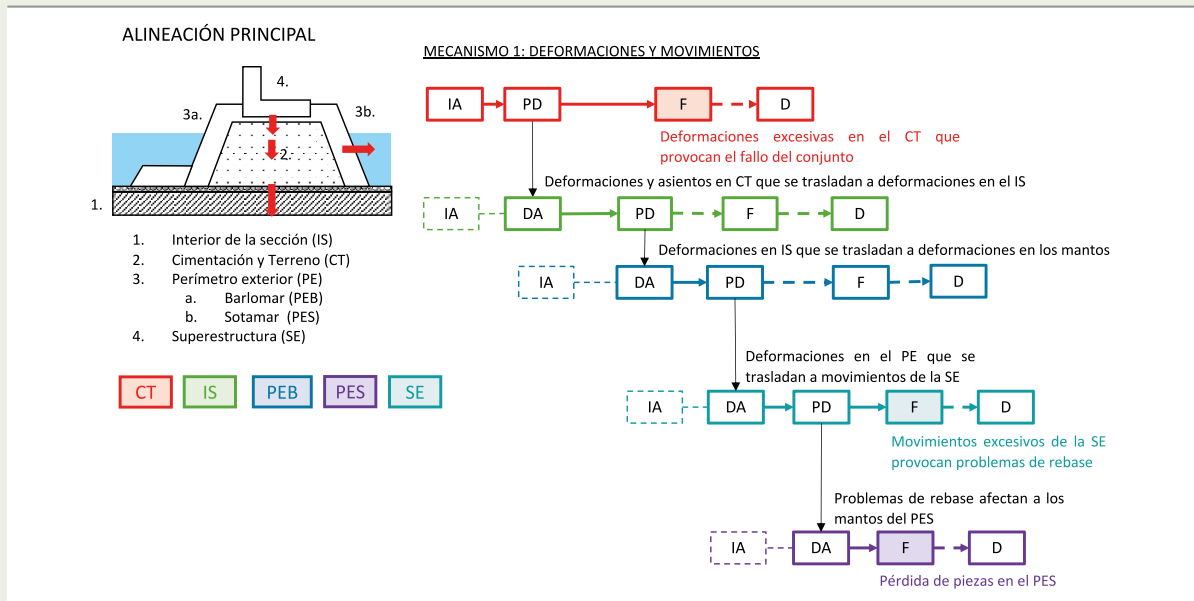 ALINEACIÓN PRINCIPAL
4.
3a.
3b.
2.
1.
1. Interior de la sección (IS)
2. Cimentación y Terreno (CT)
3. Perímetro exterior (PE)
a. Barlomar (PEB)
b. Sotamar (PES)
4. Superestructura (SE)
CT IS PEB PES SE
MECANISMO 1: DEFORMACIONES Y MOVIMIENTOS
IA PD F D
Deformaciones excesivas en el CT que
provocan el fallo del conjunto
Deformaciones y asientos en CT que se trasladan a deformaciones en el IS
IA DA PD F D
Deformaciones en IS que se trasladan a deformaciones en los mantos
IA DA PD F D
Deformaciones en el PE que se
trasladan a movimientos de la SE
IA DA PD F D
Movimientos excesivos de la SE
provocan problemas de rebase
Problemas de rebase afectan a los
mantos del PES
IA DA F D
Pérdida de piezas en el PES